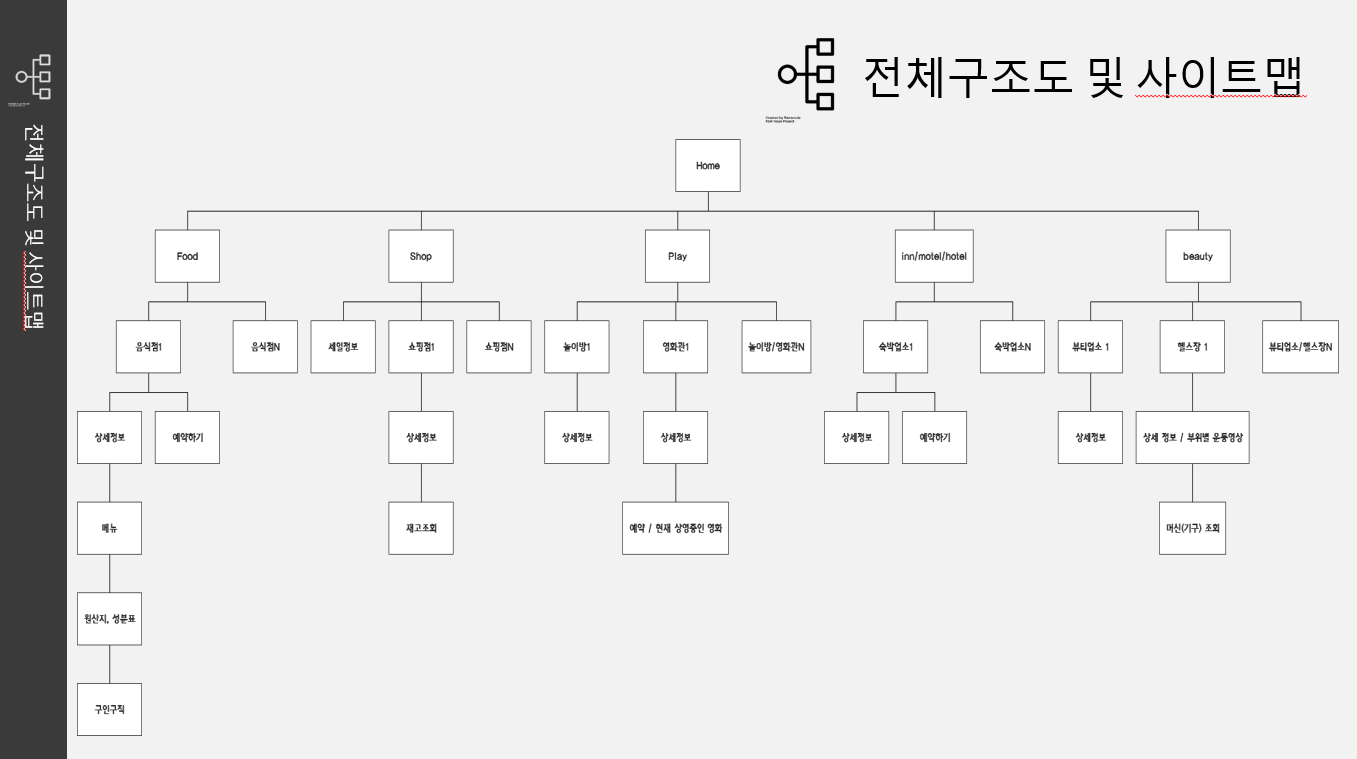 전체구조도 및 사이트맵
전체구조도 및 사이트맵
Created by Flatresolo
from Noun Project
Home
Food
Shop
Play
inn/motel/hotel
beauty
음식점1
음식점N
세일정보
쇼핑점1
쇼핑점N
놀이방1
영화관1
놀이방/영화관N
숙박업소1
숙박업소N
뷰티업소 1
헬스장 1
뷰티업소/헬스장N
상세정보
예약하기
상세정보
상세정보
상세정보
상세정보
예약하기
상세정보
상세 정보 / 부위별 운동영상
메뉴
재고조회
예약 / 현재 상영중인 영화
머신(기구) 조회
원산지, 성분표
구인구직